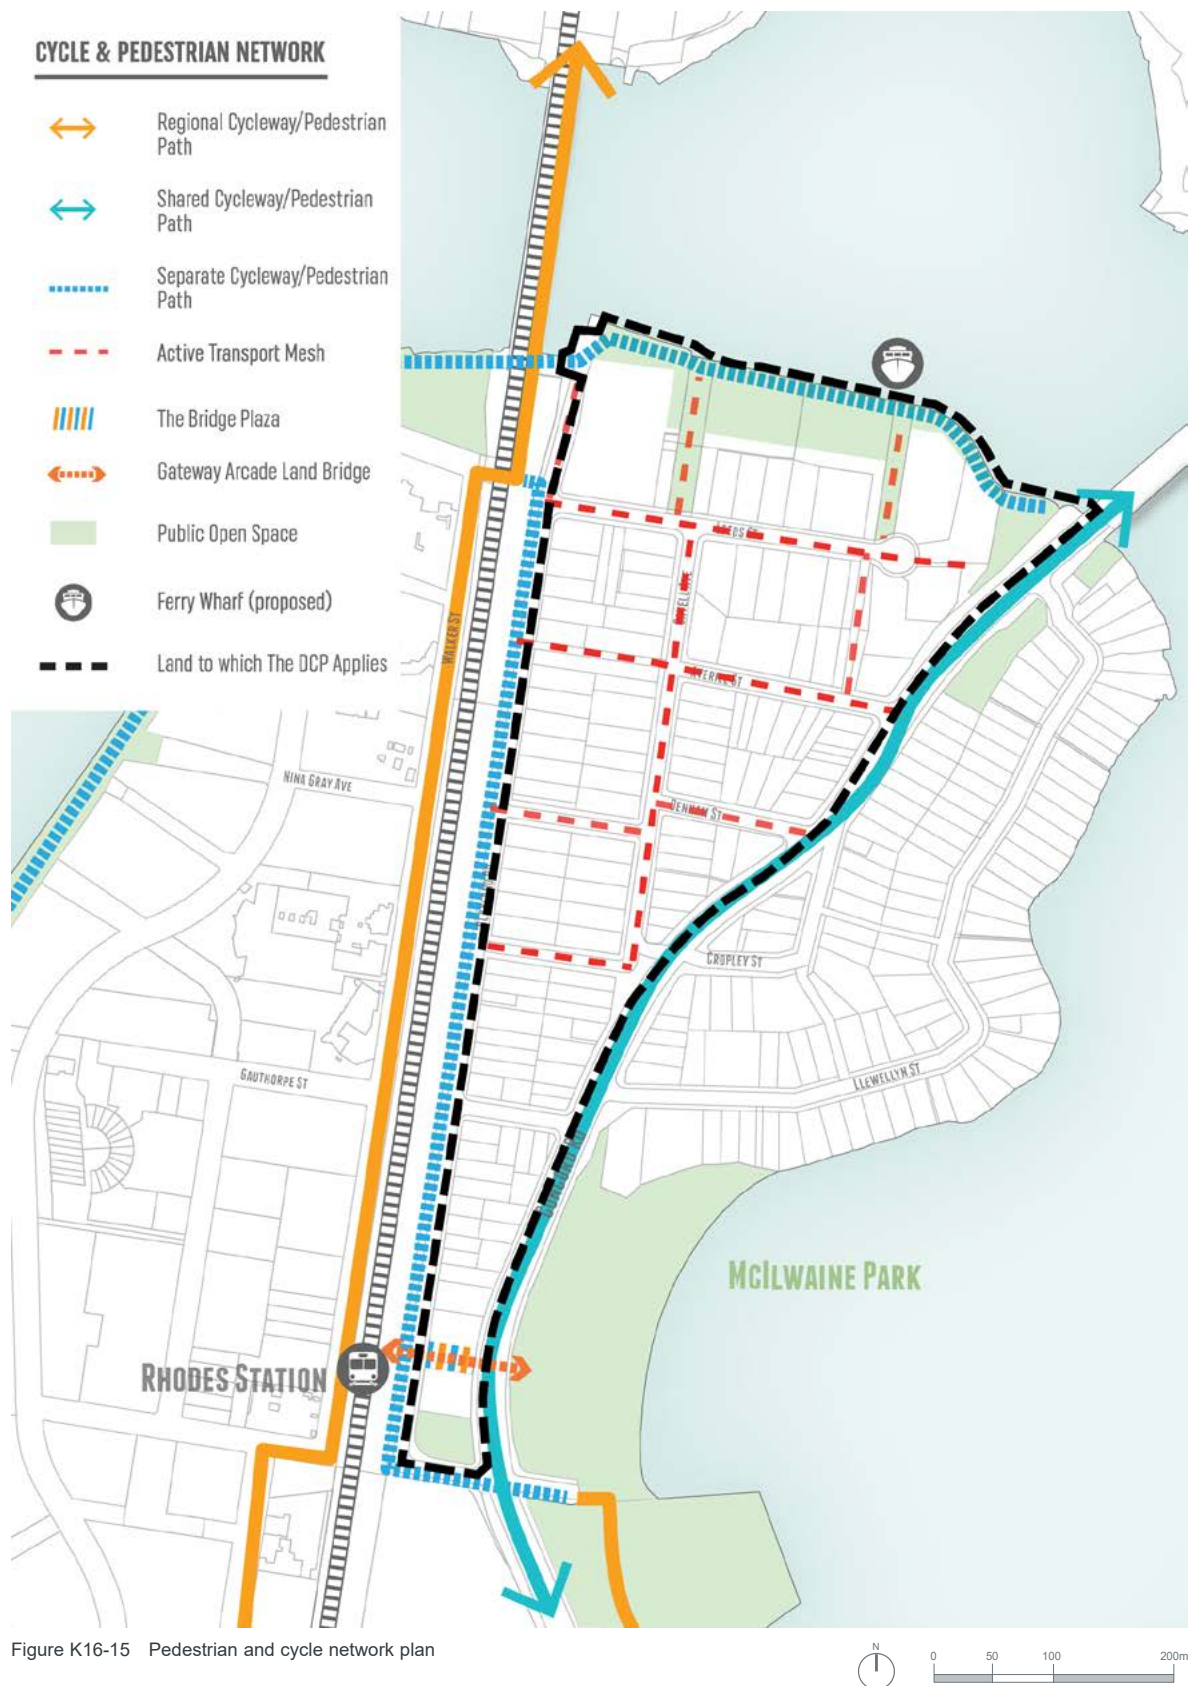 CYCLE & PEDESTRIAN NETWORK
Regional Cycleway/Pedestrian
Path
Shared Cycleway/Pedestrian
Path
Separate Cycleway/Pedestrian
Path
Active Transport Mesh
The Bridge Plaza
Gateway Arcade Land Bridge
Public Open Space
Ferry Wharf (proposed)
Land to which The DCP Applies
WALKER ST
NINA GRAY AVE
DENHAM ST
CROPLEY ST
GAUTHORPE ST
LLEWELLYN ST
MCILWAINE PARK
RHODES STATION
Figure K16-15 Pedestrian and cycle network plan
N
0 50 100 200m